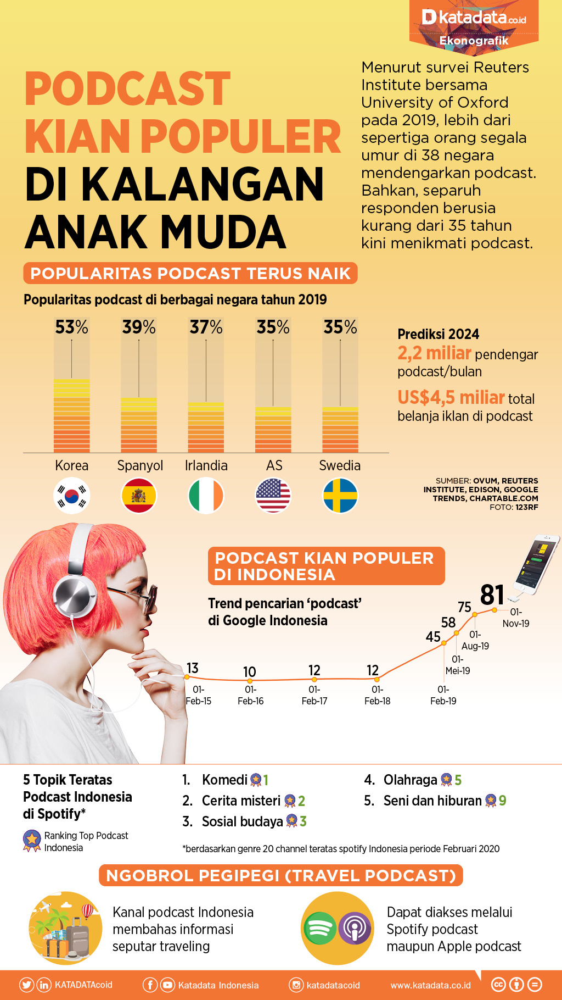 katadata.co.id
Ekonografik
PODCAST
KIAN POPULER
DI KALANGAN
ANAK MUDA
Menurut survei Reuters
Institute bersama
University of Oxford
pada 2019, lebih dari
sepertiga orang segala
umur di 38 negara
mendengarkan podcast.
Bahkan, separuh
responden berusia
kurang dari 35 tahun
kini menikmati podcast.
POPULARITAS PODCAST TERUS NAIK
Popularitas podcast di berbagai negara tahun 2019
53% 39% 37% 35% 35%
Korea Spanyol Irlandia AS Swedia
Prediksi 2024
2,2 miliar pendengar
podcast/bulan
US$4,5 miliar total
belanja iklan di podcast
SUMBER: OVUM, REUTERS
INSTITUTE, EDISON, GOOGLE
TRENDS, CHARTABLE.COM
FOTO: 123RF
PODCAST KIAN POPULER
DI INDONESIA
Trend pencarian ‘podcast’
di Google Indonesia
13
01-
Feb-15
10
01-
Feb-16
12
01-
Feb-17
12
01-
Feb-18
45
01-
Feb-19
58
01-
Mei-19
75
01-
Aug-19
81
01-
Nov-19
5 Topik Teratas
Podcast Indonesia
di Spotify*
Ranking Top Podcast
Indonesia
1. Komedi 1
2. Cerita misteri 2
3. Sosial budaya 3
4. Olahraga 5
5. Seni dan hiburan 9
*berdasarkan genre 20 channel teratas spotify Indonesia periode Februari 2020
NGOBROL PEGIPEGI (TRAVEL PODCAST)
Kanal podcast Indonesia
membahas informasi
seputar traveling
Dapat diakses melalui
Spotify podcast
maupun Apple podcast
KATADATAcoid Katadata Indonesia katadatacoid www.katadata.co.id